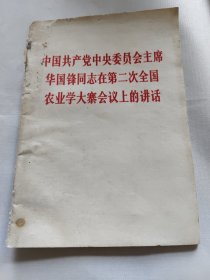 中国共产党中央委员会主席
华国锋同志在第二次全国
农业学大寨会议上的讲话